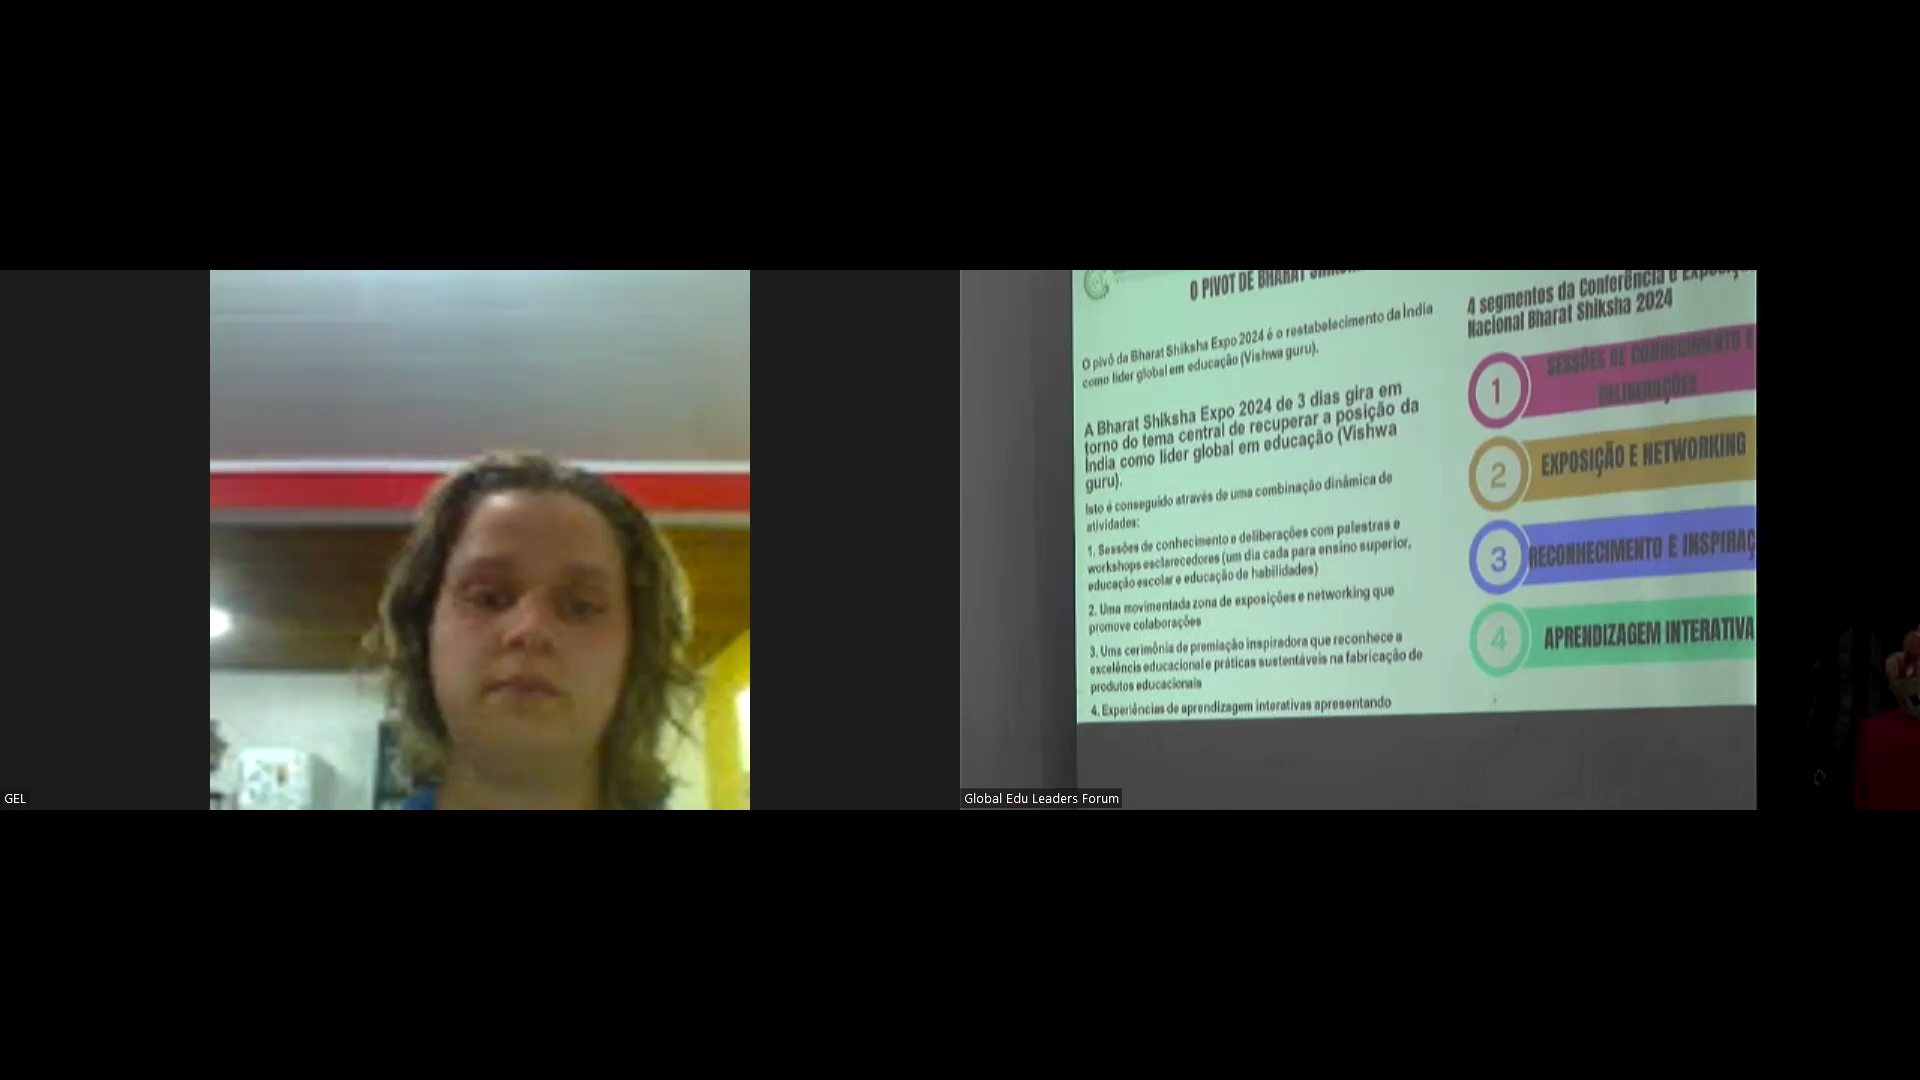 GEL
O PIVOT DE BHARAT
O pivô da Bharat Shiksha Expo 2024 é o restabelecimento da Índia
como líder global em educação (Vishwa guru).
A Bharat Shiksha Expo 2024 de 3 dias gira em
torno do tema central de recuperar a posição da
Índia como líder global em educação (Vishwa
guru).
Isto é conseguido através de uma combinação dinâmica de
atividades:
1. Sessões de conhecimento e deliberações com palestras e
workshops esclarecedores (um dia cada para ensino superior,
educação escolar e educação de habilidades)
2. Uma movimentada zona de exposições e networking que
promove colaborações
3. Uma cerimônia de premiação inspiradora que reconhece a
excelência educacional e práticas sustentáveis na fabricação de
produtos educacionais
4. Experiências de aprendizagem interativas apresentando
4 segmentos da Conferência e
Nacional Bharat Shiksha 2024
1
SESSÕES DE CONHECIMENTO E
DELIBERAÇÕES
2
EXPOSIÇÃO E NETWORKING
3
RECONHECIMENTO E INSPIRAÇ
4
APRENDIZAGEM INTERATIVA
Global Edu Leaders Forum